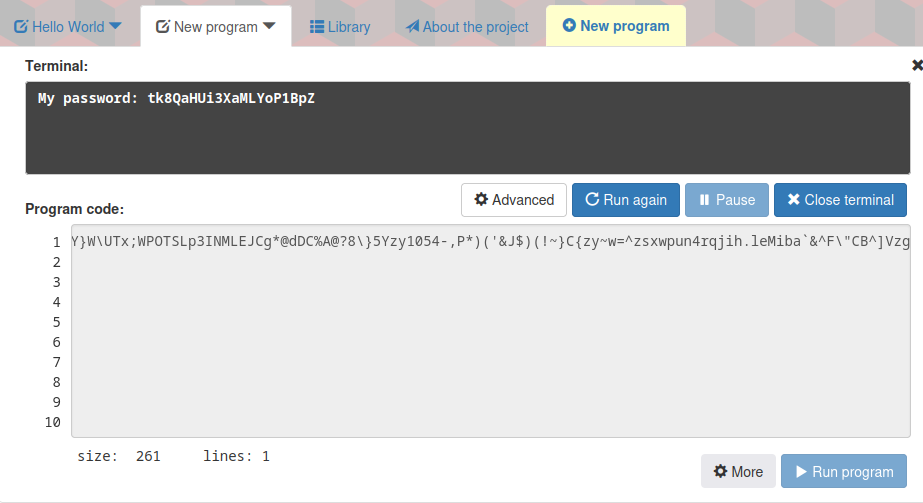 Hello World New program Library About the project New program
Terminal:
My password: tk8QaHUi3XaMLYoP1BpZ
Advanced Run again Pause Close terminal
Program code:
1 Y}W\UTx;WPOTSLp3INMLEJCg*@dDC%A@?8\}5Yzy1054-,P*)('&J$)(!~}C{zy~w=^zsxwpun4rqjih.leMiba`&^F\"CB^]Vzg
2
3
4
5
6
7
8
9
10
size: 261 lines: 1
More Run program